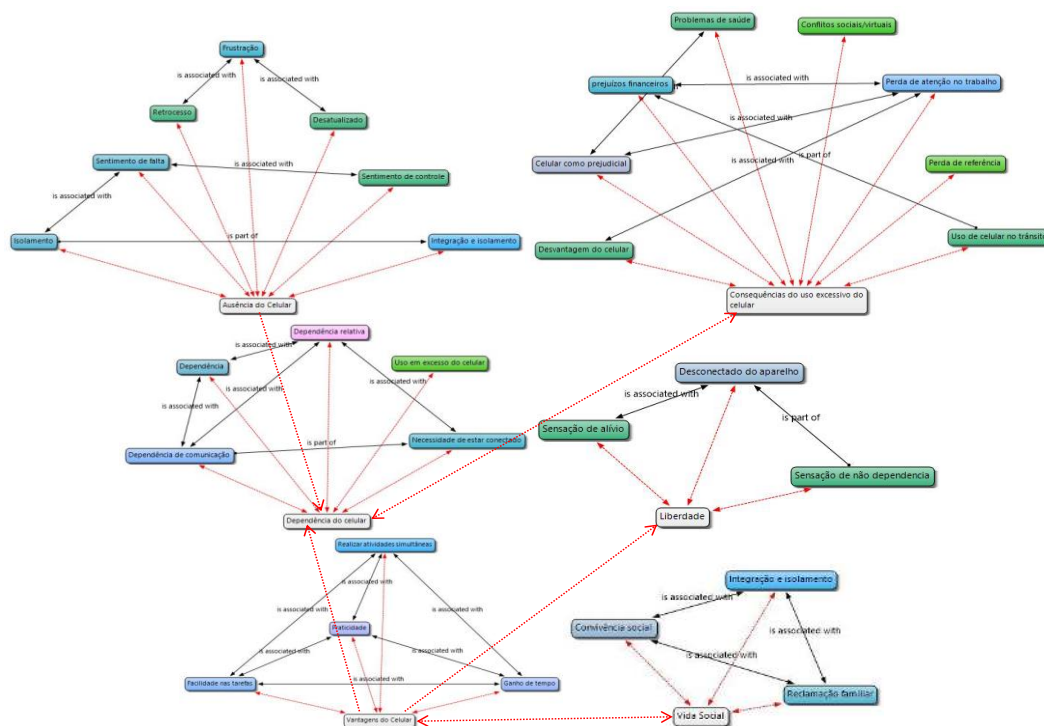 Problemas de saúde
Conflitos sociais/virtuais
Frustração
is associated with
is associated with
Retrocesso
Desatualizado
is associated with
Sentimento de falta
Sentimento de controle
is associated with
Isolamento
is part of
Integração e isolamento
Ausência do Celular
prejuízos financeiros
is associated with
Perda de atenção no trabalho
is associated with
Celular como prejudicial
is associated with
is part of
Perda de referência
Desvantagem do celular
Uso de celular no trânsito
Consequências do uso excessivo do
celular
Dependência relativa
is associated with
Dependência
Uso em excesso do celular
is associated with
is associated with
is associated with
is part of
Necessidade de estar conectado
Dependência de comunicação
Dependência do celular
Desconectado do aparelho
is associated with
is part of
Sensação de alívio
Sensação de não dependencia
Liberdade
Realizar atividades simultâneas
is associated with
is associated with
is associated with
Praticidade
is associated with
is associated with
is associated with
Facilidade nas tarefas
Ganho de tempo
Vantagens do Celular
Integração e isolamento
is associated with
Convivência social
is associated with
is associated with
Reclamação familiar
Vida Social